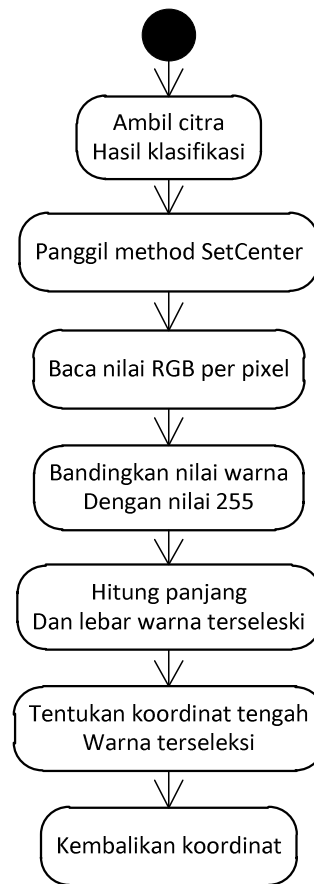 Ambil citra
Hasil klasifikasi
Panggil method SetCenter
Baca nilai RGB per pixel
Bandingkan nilai warna
Dengan nilai 255
Hitung panjang
Dan lebar warna terseleski
Tentukan koordinat tengah
Warna terseleksi
Kembalikan koordinat